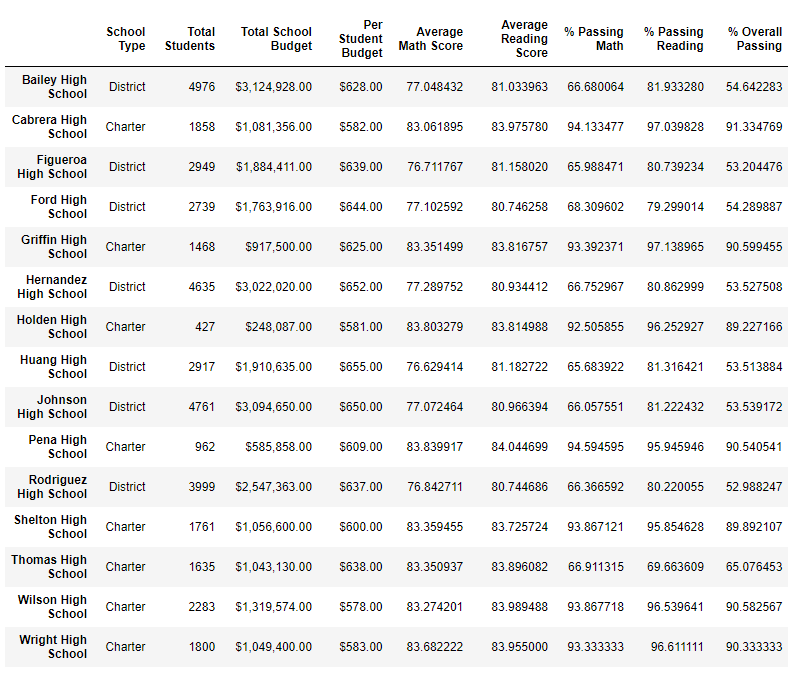 School Type Total Students Total School Budget Per Student Budget Average Math Score Average Reading Score % Passing Math % Passing Reading % Overall Passing
Bailey High School District 4976 $3,124,928.00 $628.00 77.048432 81.033963 66.680064 81.933280 54.642283
Cabrera High School Charter 1858 $1,081,356.00 $582.00 83.061895 83.975780 94.133477 97.039828 91.334769
Figueroa High School District 2949 $1,884,411.00 $639.00 76.711767 81.158020 65.988471 80.739234 53.204476
Ford High School District 2739 $1,763,916.00 $644.00 77.102592 80.746258 68.309602 79.299014 54.289887
Griffin High School Charter 1468 $917,500.00 $625.00 83.351499 83.816757 93.392371 97.138965 90.599455
Hernandez High School District 4635 $3,022,020.00 $652.00 77.289752 80.934412 66.752967 80.862999 53.527508
Holden High School Charter 427 $248,087.00 $581.00 83.803279 83.814988 92.505855 96.252927 89.227166
Huang High School District 2917 $1,910,635.00 $655.00 76.629414 81.182722 65.683922 81.316421 53.513884
Johnson High School District 4761 $3,094,650.00 $650.00 77.072464 80.966394 66.057551 81.222432 53.539172
Pena High School Charter 962 $585,858.00 $609.00 83.839917 84.044699 94.594595 95.945946 90.540541
Rodriguez High School District 3999 $2,547,363.00 $637.00 76.842711 80.744686 66.366592 80.220055 52.988247
Shelton High School Charter 1761 $1,056,600.00 $600.00 83.359455 83.725724 93.867121 95.854628 89.892107
Thomas High School Charter 1635 $1,043,130.00 $638.00 83.350937 83.896082 66.911315 69.663609 65.076453
Wilson High School Charter 2283 $1,319,574.00 $578.00 83.274201 83.989488 93.867718 96.539641 90.582567
Wright High School Charter 1800 $1,049,400.00 $583.00 83.682222 83.955000 93.333333 96.611111 90.333333